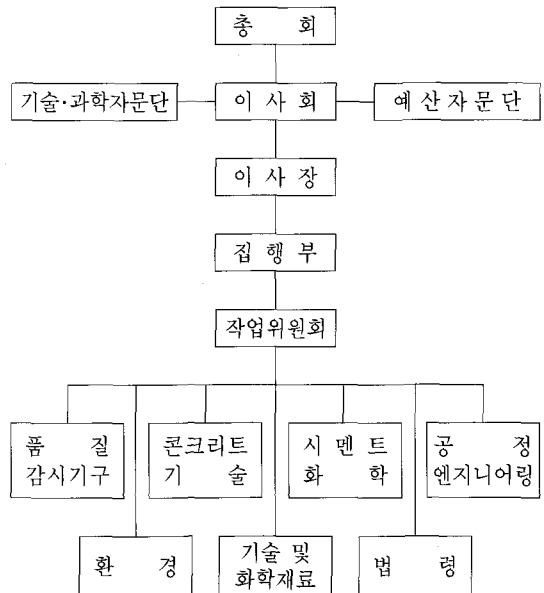 총 회
기술·과학자문단
이 사 회
예 산 자 문 단
이 사 장
집 행 부
작업위원회
품 질
감시기구
콘크리트
기 술
시 멘 트
화 학
공 정
엔지니어링
환 경
기술 및
화학재료
법 령